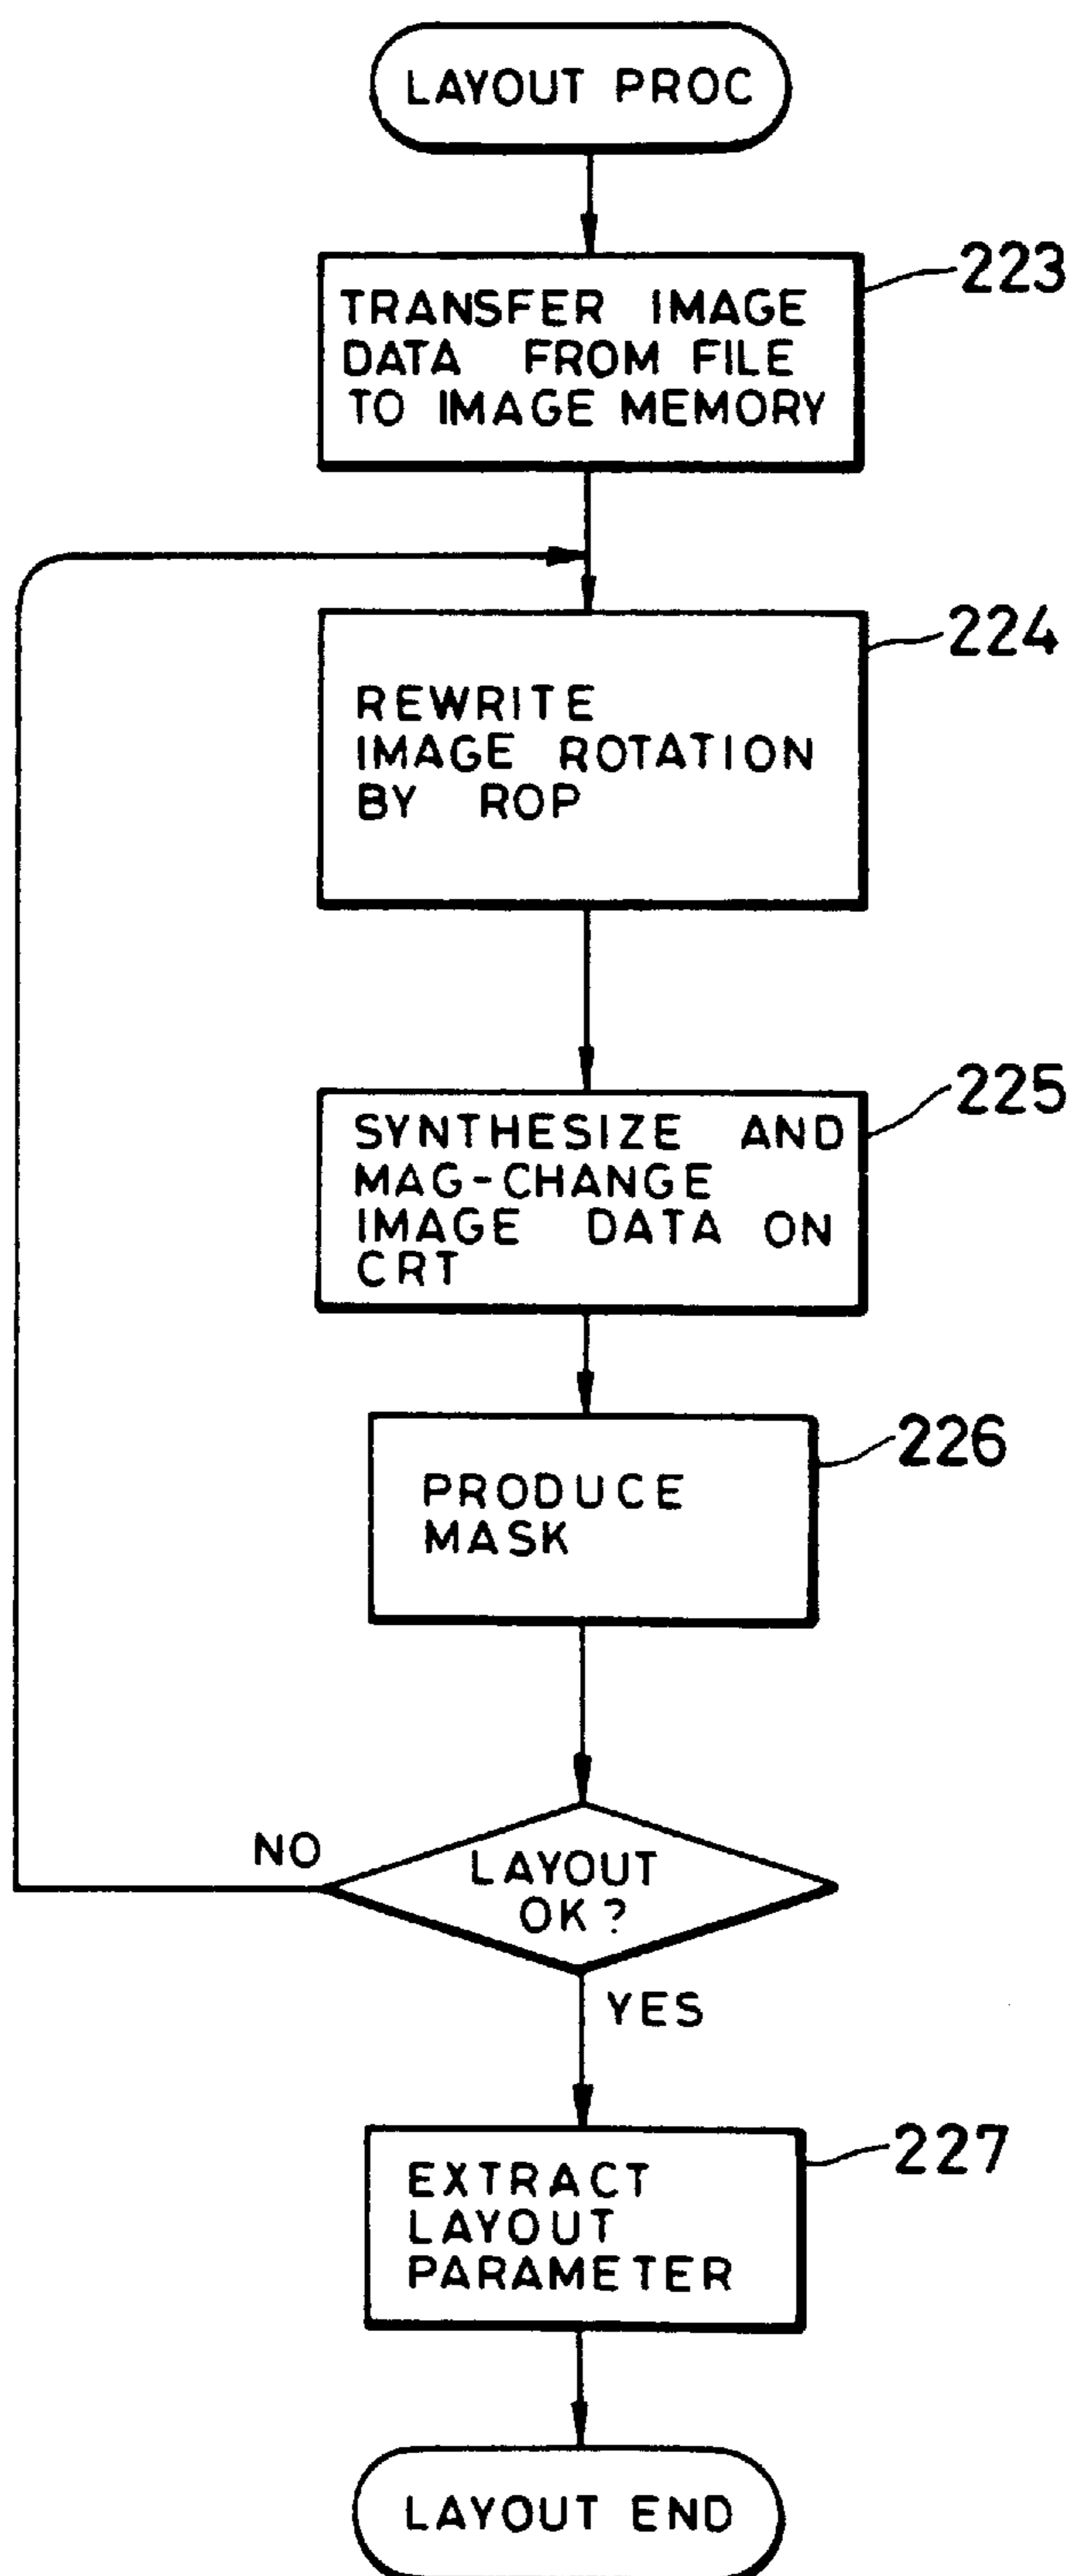 LAYOUT PROC
223
TRANSFER IMAGE
DATA FROM FILE
TO IMAGE MEMORY
224
REWRITE
IMAGE ROTATION
BY ROP
225
SYNTHESIZE AND
MAG-CHANGE
IMAGE DATA ON
CRT
226
PRODUCE
MASK
NO
LAYOUT
OK?
YES
227
EXTRACT
LAYOUT
PARAMETER
LAYOUT END